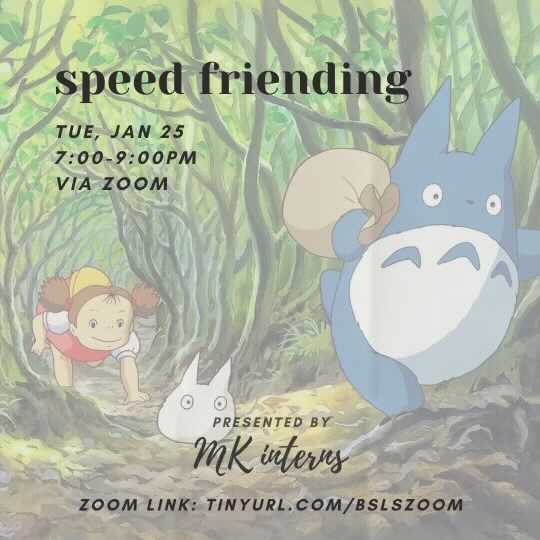 speed friending
TUE, JAN 25
7:00-9:00PM
VIA ZOOM
PRESENTED BY
MK interns
ZOOM LINK: TINYURL.COM/BSLSZOOM